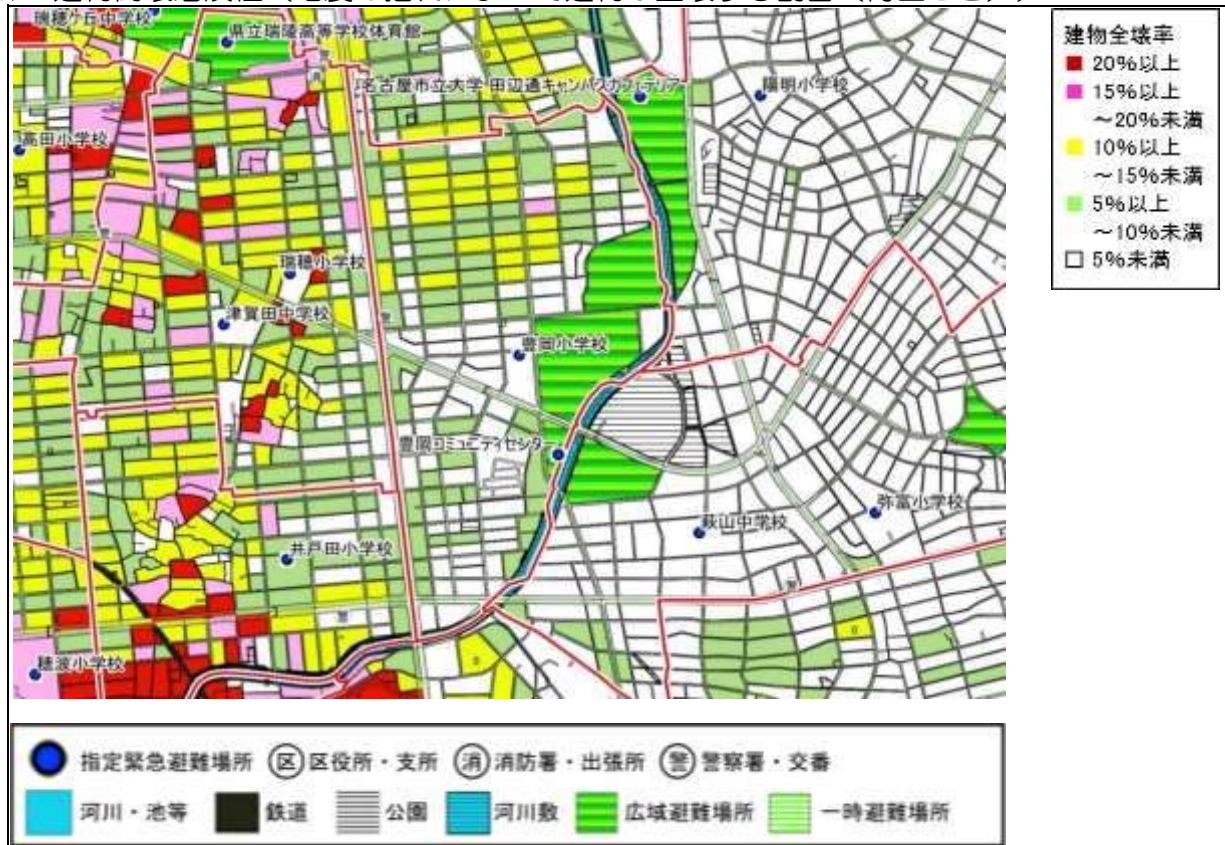 瑞穂ケ丘中学校
県立瑞陵高等学校体育館
名古屋市立大学 田辺通キャンパスカフェテリア
陽明小学校
高田小学校
瑞穂小学校
津賀田中学校
豊岡小学校
豊岡コミュニティセンター
萩山中学校
弥富小学校
井戸田小学校
穂波小学校
建物全壊率
20%以上
15%以上
～20%未満
10%以上
～15%未満
5%以上
～10%未満
5%未満
指定緊急避難場所 区 区役所・支所 消 消防署・出張所 警 警察署・交番
河川・池等 鉄道 公園 河川敷 広域避難場所 一時避難場所